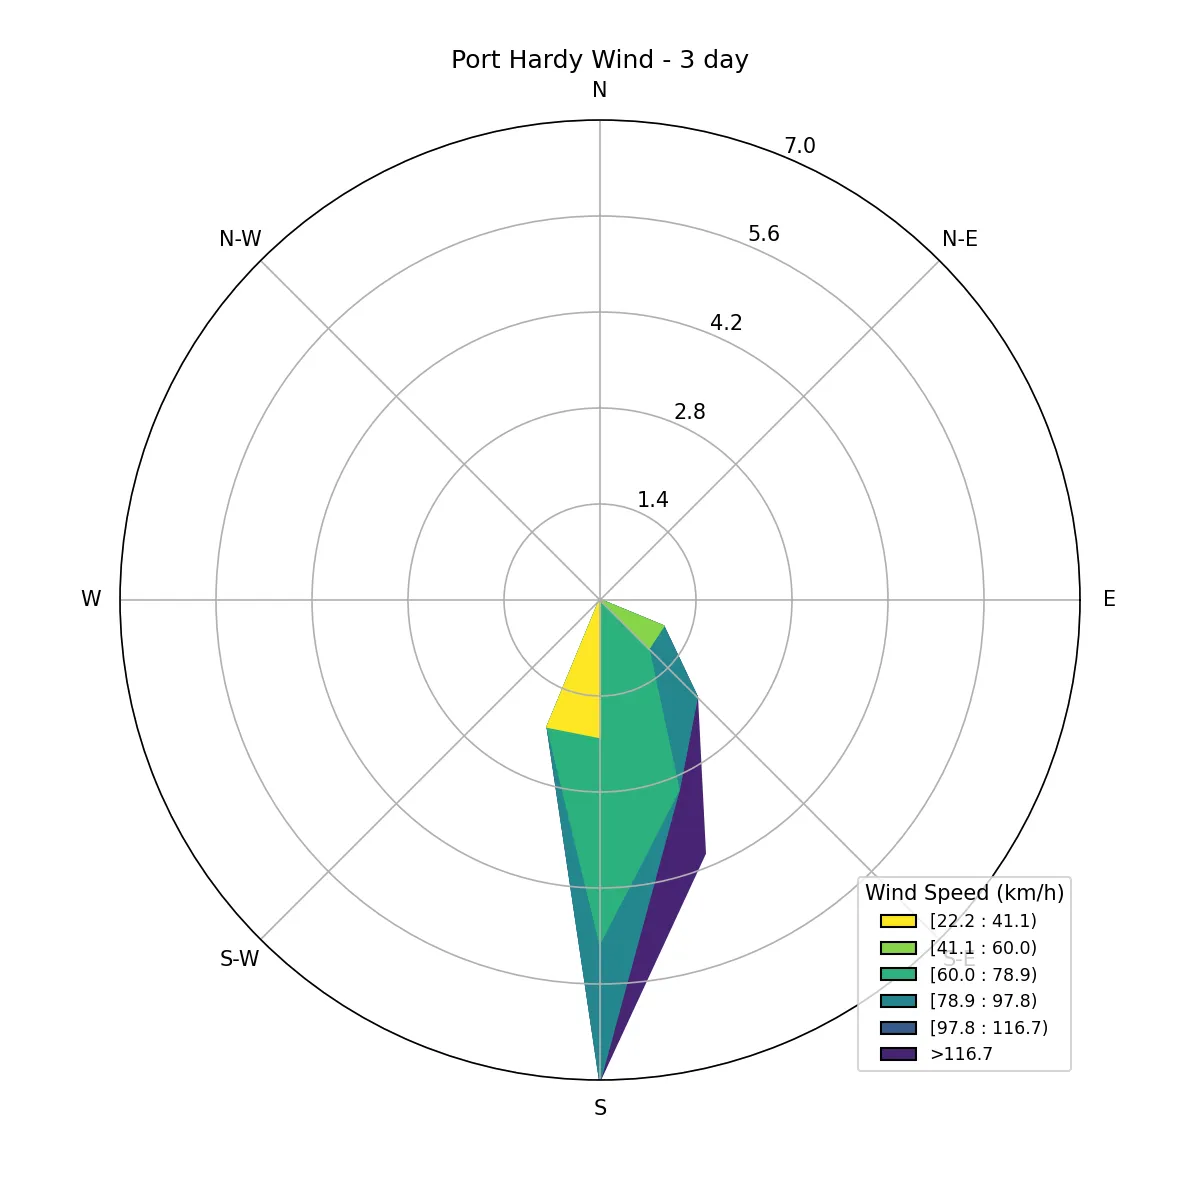 Port Hardy Wind - 3 day
N
7.0
N-W
5.6
N-E
4.2
2.8
1.4
W
E
Wind Speed (km/h)
[22.2 : 41.1)
[41.1 : 60.0)
S-W
S-E
[60.0 : 78.9)
[78.9 : 97.8)
[97.8 : 116.7)
>116.7
S